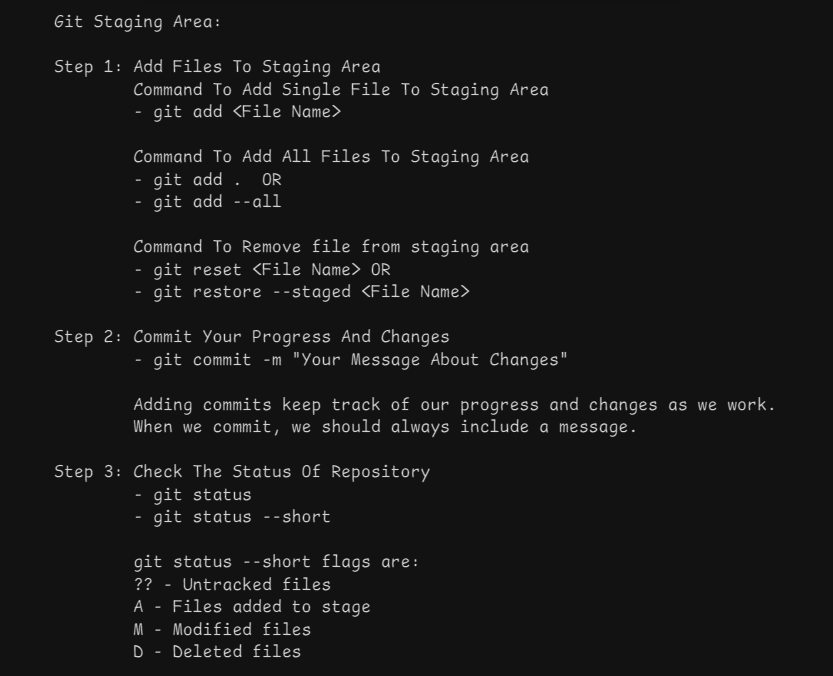 Git Staging Area:
Step 1: Add Files To Staging Area
Command To Add Single File To Staging Area
- git add <File Name>
Command To Add All Files To Staging Area
- git add .  OR
- git add --all
Command To Remove file from staging area
- git reset <File Name> OR
- git restore --staged <File Name>
Step 2: Commit Your Progress And Changes
- git commit -m "Your Message About Changes"
Adding commits keep track of our progress and changes as we work.
When we commit, we should always include a message.
Step 3: Check The Status Of Repository
- git status
- git status --short
git status --short flags are:
?? - Untracked files
A - Files added to stage
M - Modified files
D - Deleted files